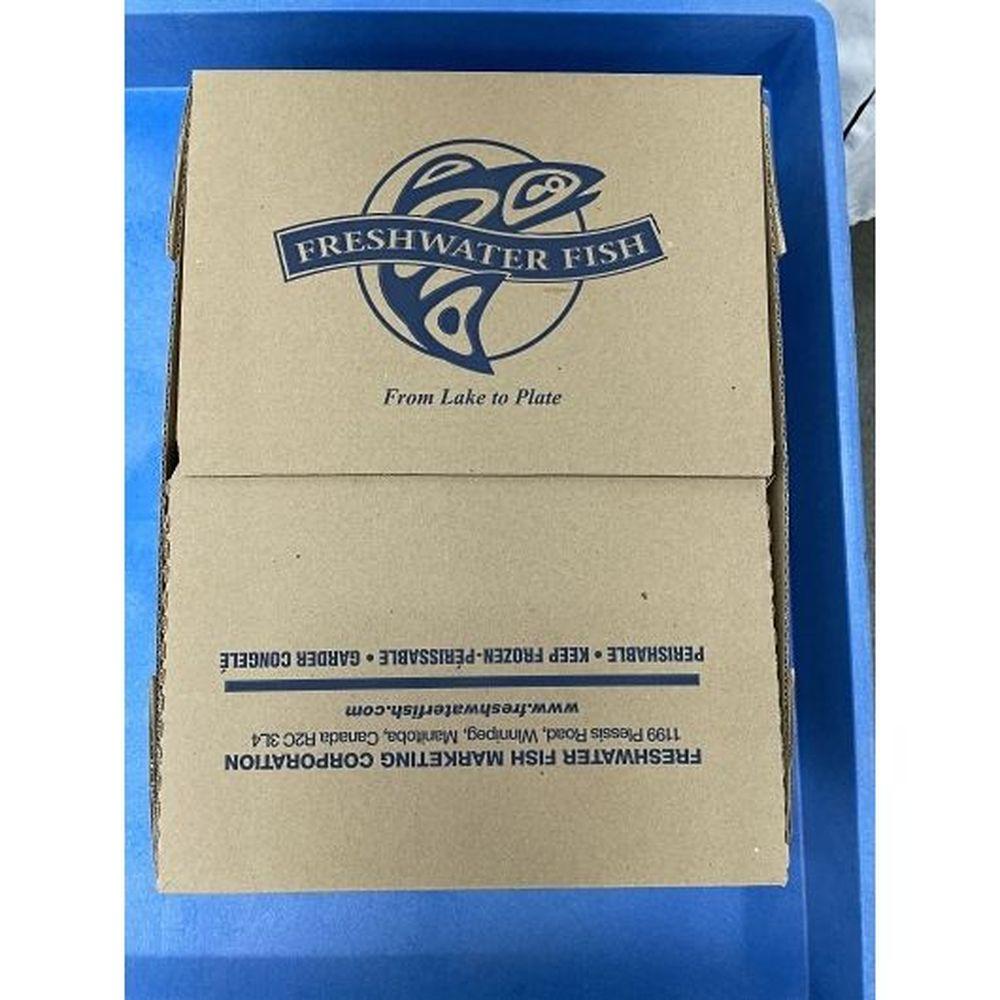 FRESHWATER FISH
From Lake to Plate
FRESHWATER FISH MARKETING CORPORATION
1199 Plessis Road, Winnipeg, Manitoba, Canada R2C 3L4
www.freshwaterfish.com
PERISHABLE • KEEP FROZEN-PÉRISSABLE • GARDER CONGELÉ